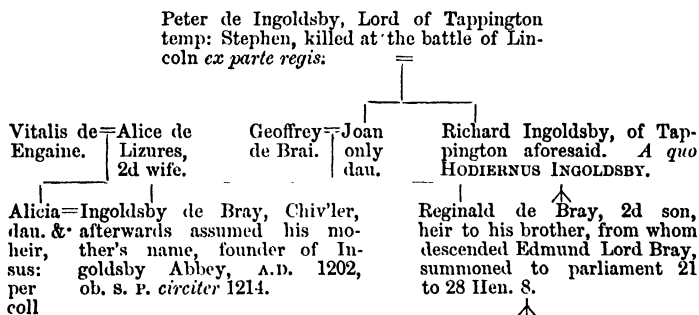 Peter de Ingoldsby, Lord of Tappington
temp: Stephen, killed at the battle of Lin-
coln ex parte regis.
=
Vitalis de=Alice de
Engaine. Lizures,
2d wife.
Geoffrey=Joan
de Brai. only
dau.
Richard Ingoldsby, of Tap-
pington aforesaid. A quo
HODIERNUS INGOLDSBY.
Alicia=Ingoldsby de Bray, Chiv'ler,
dau. & afterwards assumed his mo-
heir, ther's name, founder of In-
sus: goldsby Abbey, A.D. 1202,
per ob. S. P. circiter 1214.
coll
Reginald de Bray, 2d son,
heir to his brother, from whom
descended Edmund Lord Bray,
summoned to parliament 21
to 28 Hen. 8.